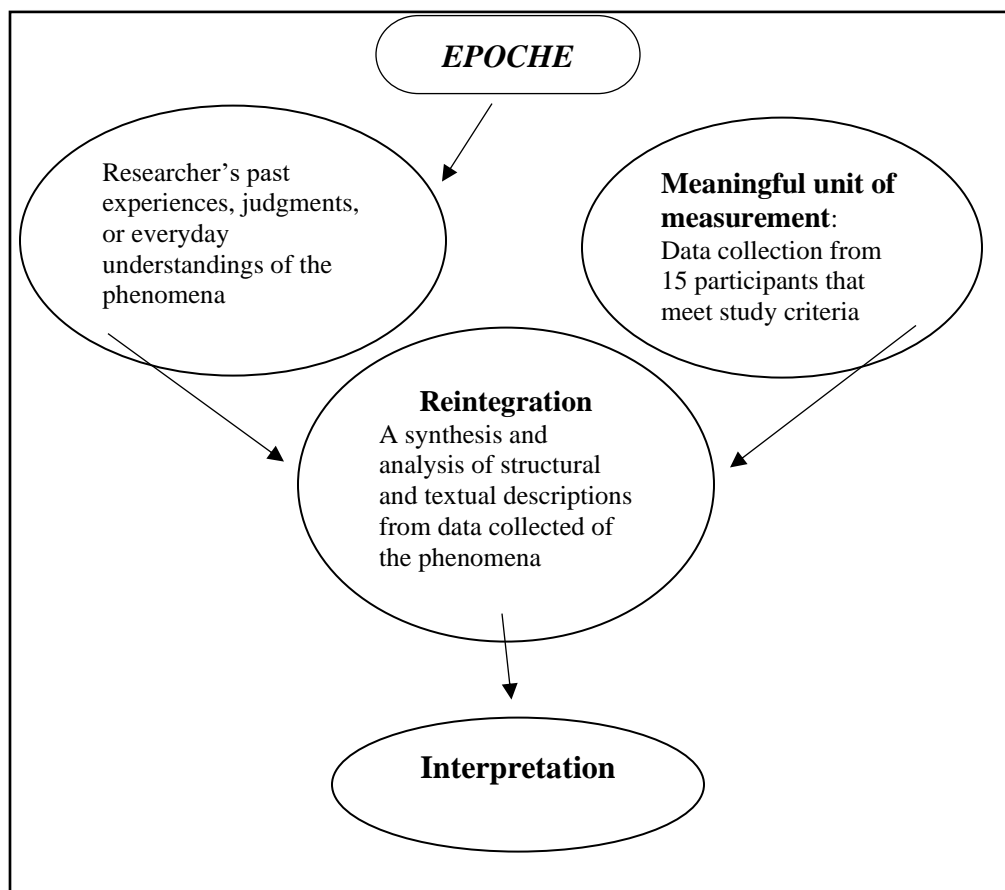 EPOCHE
Researcher’s past
experiences, judgments,
or everyday
understandings of the
phenomena
Meaningful unit of
measurement:
Data collection from
15 participants that
meet study criteria
Reintegration
A synthesis and
analysis of structural
and textual descriptions
from data collected of
the phenomena
Interpretation